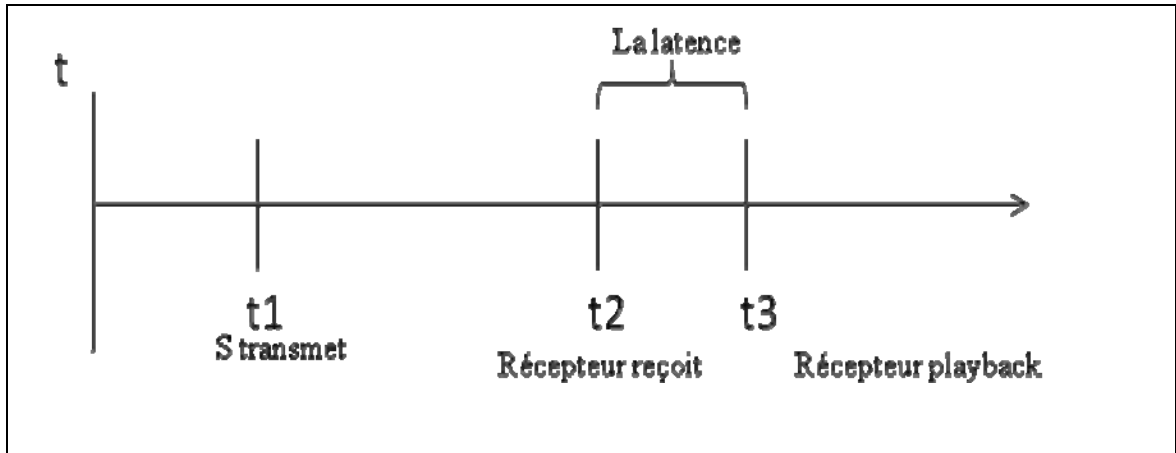 La latence
t
t1 t2 t3
S transmet
Récepteur reçoit Récepteur playback